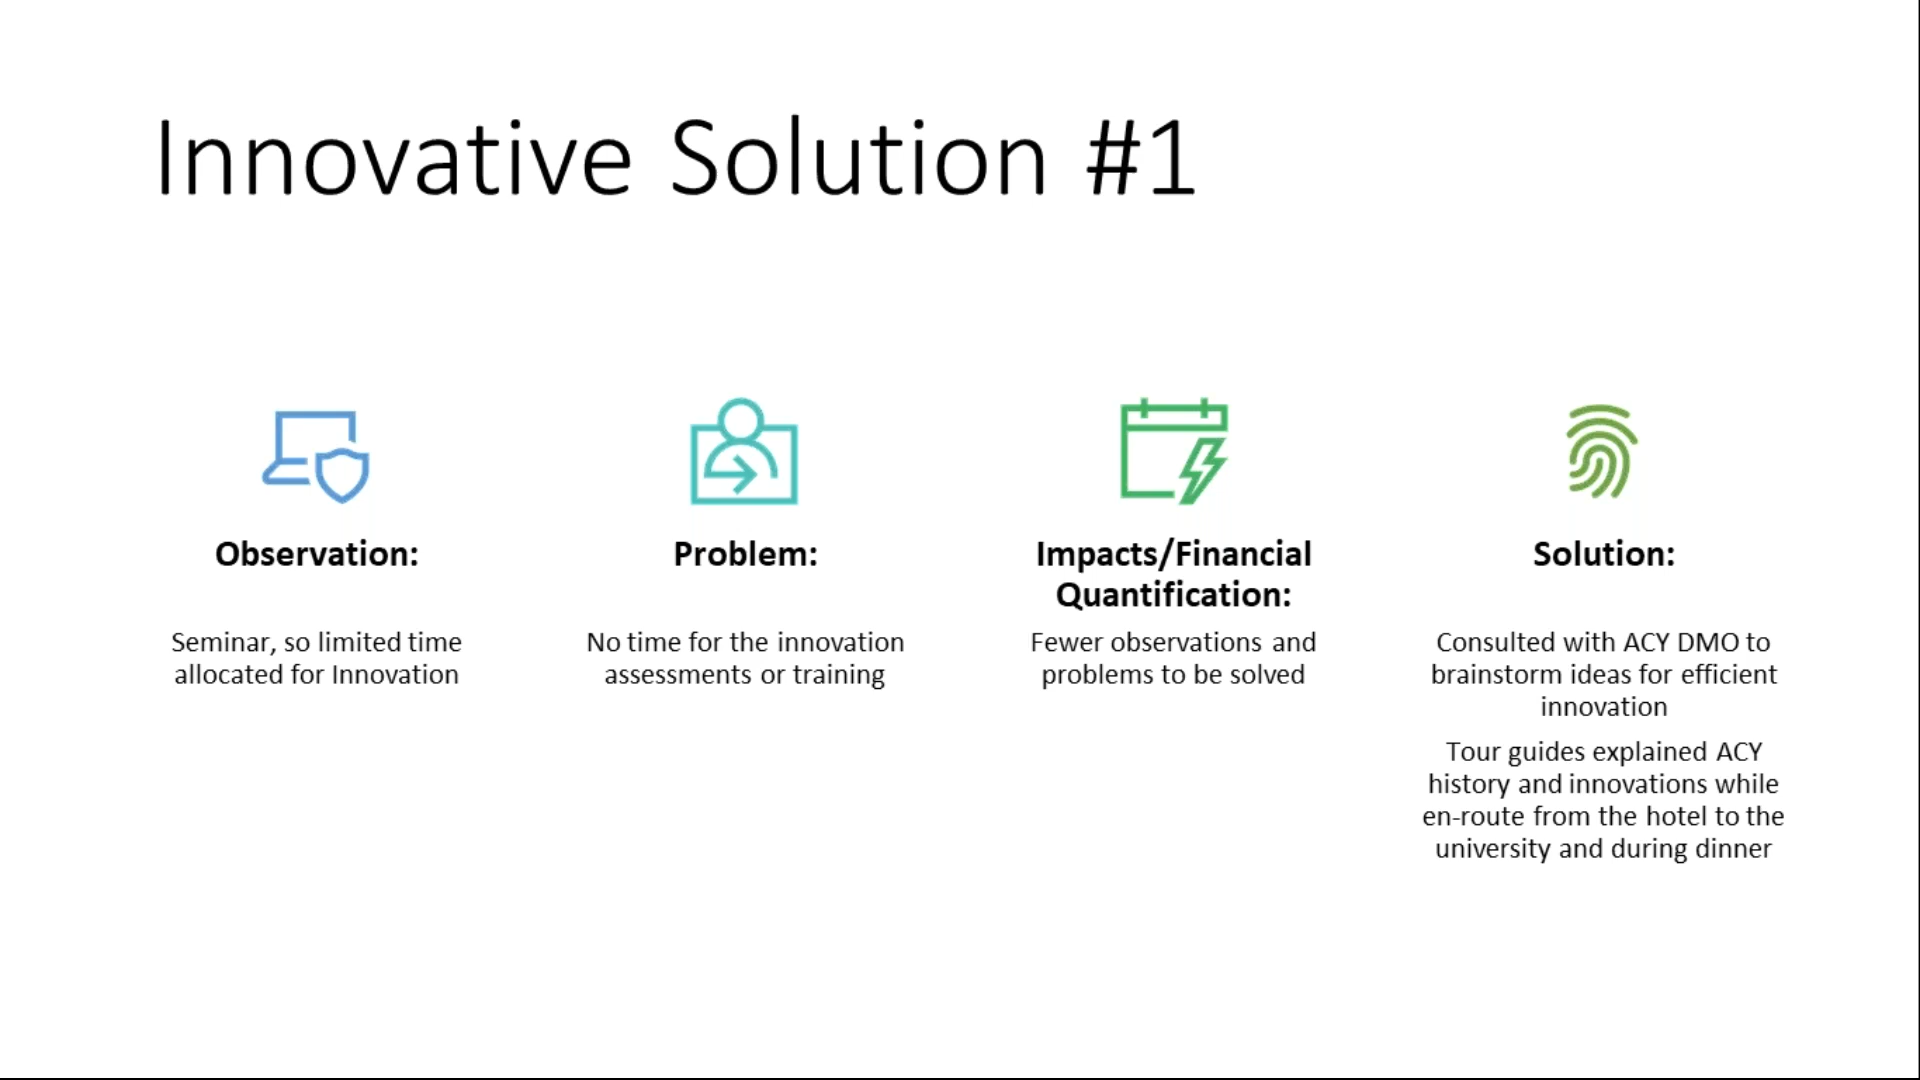 Innovative Solution #1
Observation:
Seminar, so limited time
allocated for Innovation
Problem:
No time for the innovation
assessments or training
Impacts/Financial
Quantification:
Fewer observations and
problems to be solved
Solution:
Consulted with ACY DMO to
brainstorm ideas for efficient
innovation
Tour guides explained ACY
history and innovations while
en-route from the hotel to the
university and during dinner